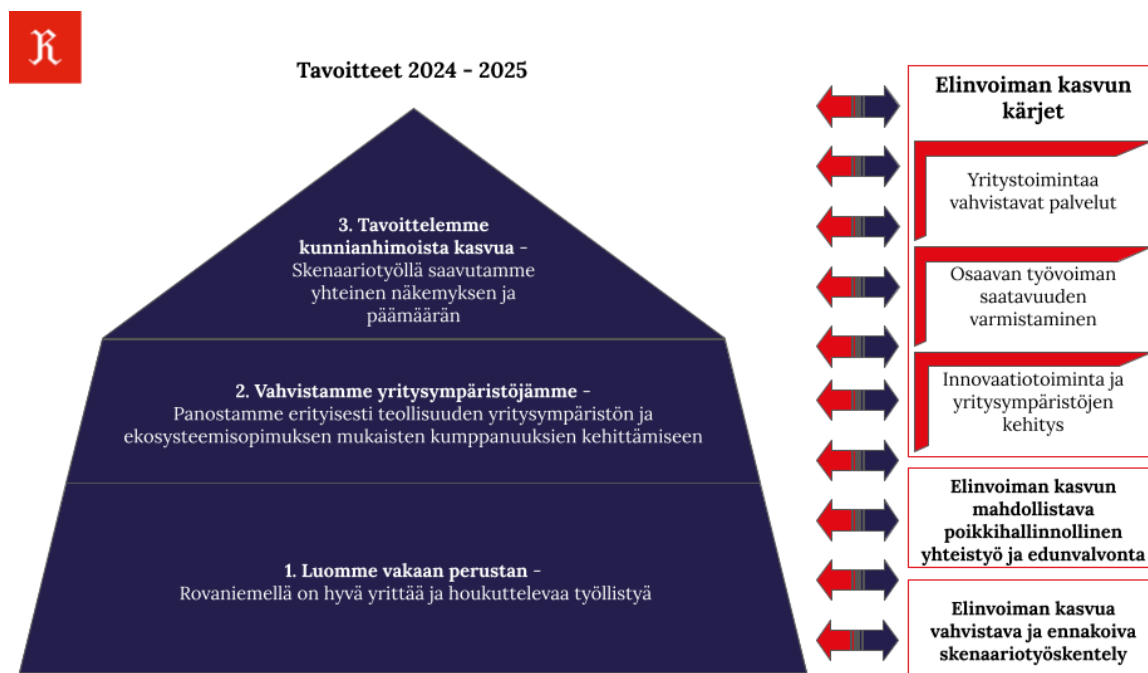 R
Tavoitteet 2024 - 2025
3. Tavoittelemme
kunnianhimoista kasvua -
Skenaariotyöllä saavutamme
yhteinen näkemyksen ja
päämäärän
2. Vahvistamme yritysympäristöjämme -
Panostamme erityisesti teollisuuden yritysympäristön ja
ekosysteemisopimuksen mukaisten kumppanuuksien kehittämiseen
1. Luomme vakaan perustan -
Rovaniemellä on hyvä yrittää ja houkuttelevaa työllistyä
Elinvoiman kasvun
kärjet
Yritystoimintaa
vahvistavat palvelut
Osaavan työvoiman
saatavuuden
varmistaminen
Innovaatiotoiminta ja
yritysympäristöjen
kehitys
Elinvoiman kasvun
mahdollistava
poikkihallinnollinen
yhteistyö ja edunvalvonta
Elinvoiman kasvua
vahvistava ja ennakoiva
skenaariotyöskentely